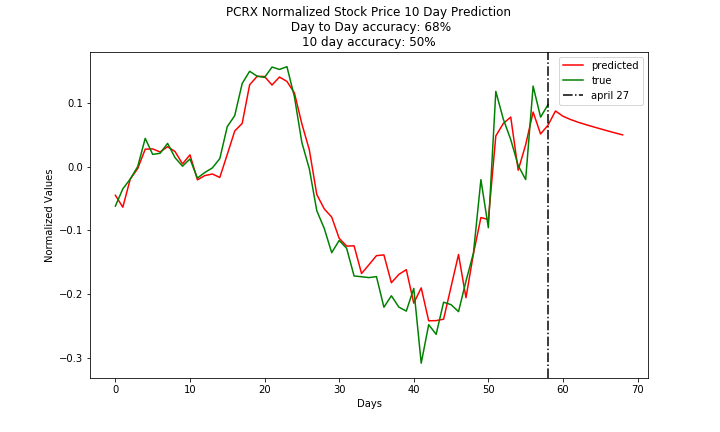 PCRX Normalized Stock Price 10 Day Prediction
Day to Day accuracy: 68%
10 day accuracy: 50%
predicted
true
april 27
0.1
0.0
−0.1
−0.2
−0.3
Normalized Values
0
10
20
30
40
50
60
70
Days